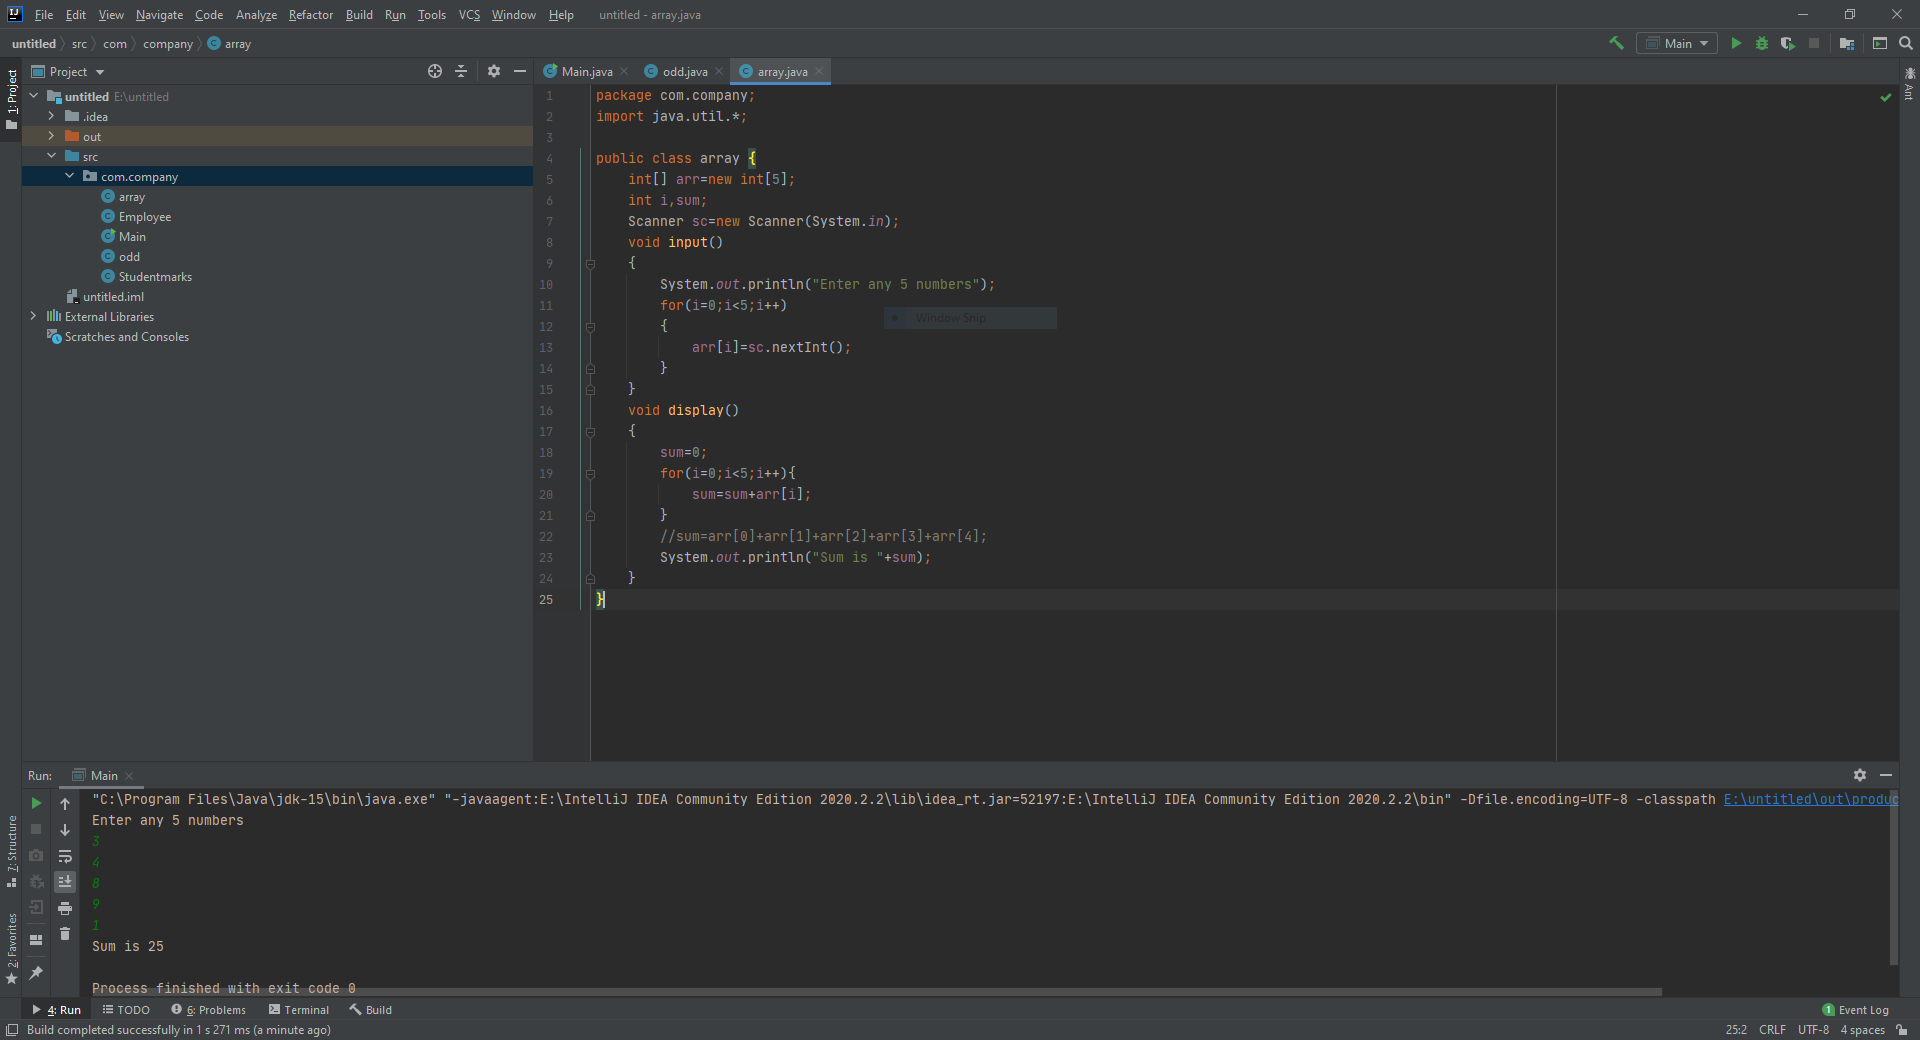 File Edit View Navigate Code Analyze Refactor Build Run Tools VCS Window Help untitled - array.java
untitled src com company array
Main
1: Project
Project
Main.java odd.java array.java
Ant
untitled E:\untitled
.idea
out
src
com.company
array
Employee
Main
odd
Studentmarks
untitled.iml
External Libraries
Scratches and Consoles
1 package com.company;
2 import java.util.*;
3
4 public class array {
5 int[] arr=new int[5];
6 int i,sum;
7 Scanner sc=new Scanner(System.in);
8 void input()
9 {
10 System.out.println("Enter any 5 numbers");
11 for(i=0;i<5;i++)
12 {
Window Snip
13 arr[i]=sc.nextInt();
14 }
15 }
16 void display()
17 {
18 sum=0;
19 for(i=0;i<5;i++){
20 sum=sum+arr[i];
21 }
22 //sum=arr[0]+arr[1]+arr[2]+arr[3]+arr[4];
23 System.out.println("Sum is "+sum);
24 }
25 }
Run: Main
"C:\Program Files\Java\jdk-15\bin\java.exe" "-javaagent:E:\IntelliJ IDEA Community Edition 2020.2.2\lib\idea_rt.jar=52197:E:\IntelliJ IDEA Community Edition 2020.2.2\bin" -Dfile.encoding=UTF-8 -classpath E:\untitled\out\produc
Enter any 5 numbers
3
4
8
9
1
Sum is 25
Process finished with exit code 0
7: Structure
2: Favorites
4: Run TODO 6: Problems Terminal Build 1 Event Log
Build completed successfully in 1 s 271 ms (a minute ago) 25:2 CRLF UTF-8 4 spaces